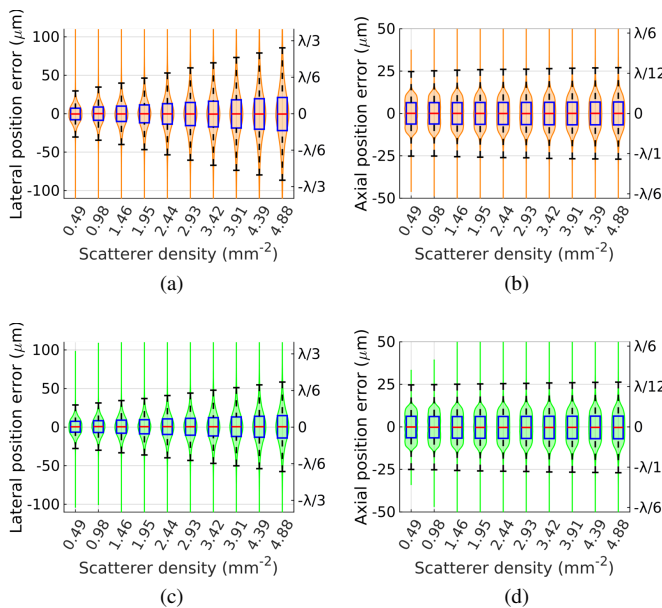 Lateral position error (μm)
100
50
0
-50
-100
λ/3
λ/6
0
-λ/6
-λ/3
0.49 0.98 1.46 1.95 2.44 2.93 3.42 3.91 4.39 4.88
Scatterer density (mm-2)
(a)
Axial position error (μm)
50
25
0
-25
-50
λ/6
λ/12
0
-λ/1
-λ/6
0.49 0.98 1.46 1.95 2.44 2.93 3.42 3.91 4.39 4.88
Scatterer density (mm-2)
(b)
Lateral position error (μm)
100
50
0
-50
-100
λ/3
λ/6
0
-λ/6
-λ/3
0.49 0.98 1.46 1.95 2.44 2.93 3.42 3.91 4.39 4.88
Scatterer density (mm-2)
(c)
Axial position error (μm)
50
25
0
-25
-50
λ/6
λ/12
0
-λ/1
-λ/6
0.49 0.98 1.46 1.95 2.44 2.93 3.42 3.91 4.39 4.88
Scatterer density (mm-2)
(d)